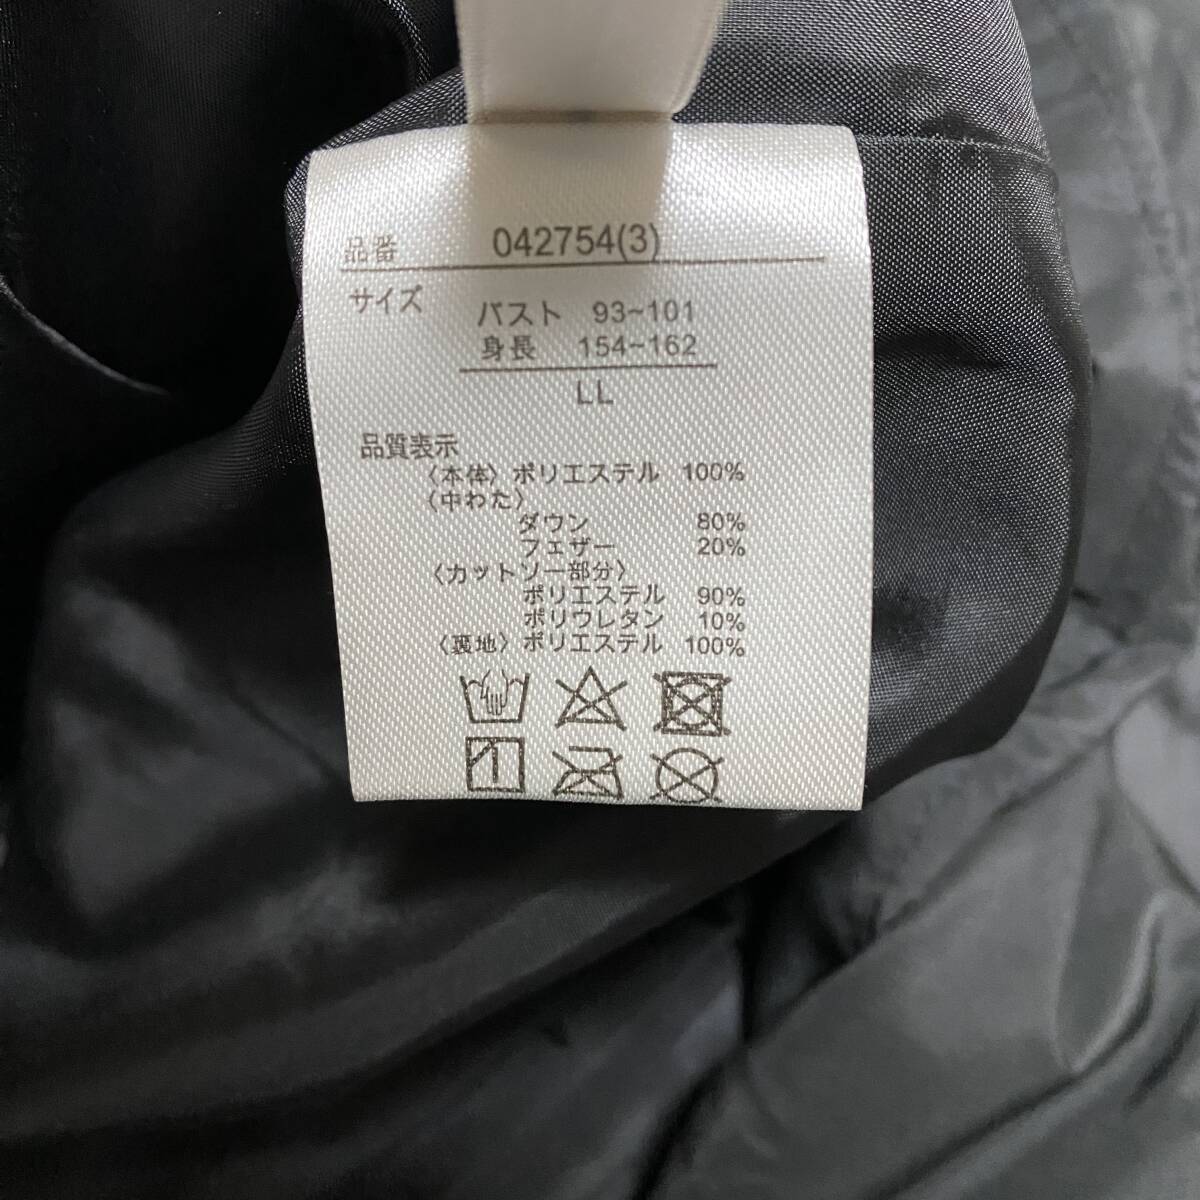 品番 042754(3)
サイズ バスト 93~101
身長 154~162
LL
品質表示
〈本体〉ポリエステル 100%
〈中わた〉
ダウン 80%
フェザー 20%
〈カットソー部分〉
ポリエステル 90%
ポリウレタン 10%
〈裏地〉ポリエステル 100%